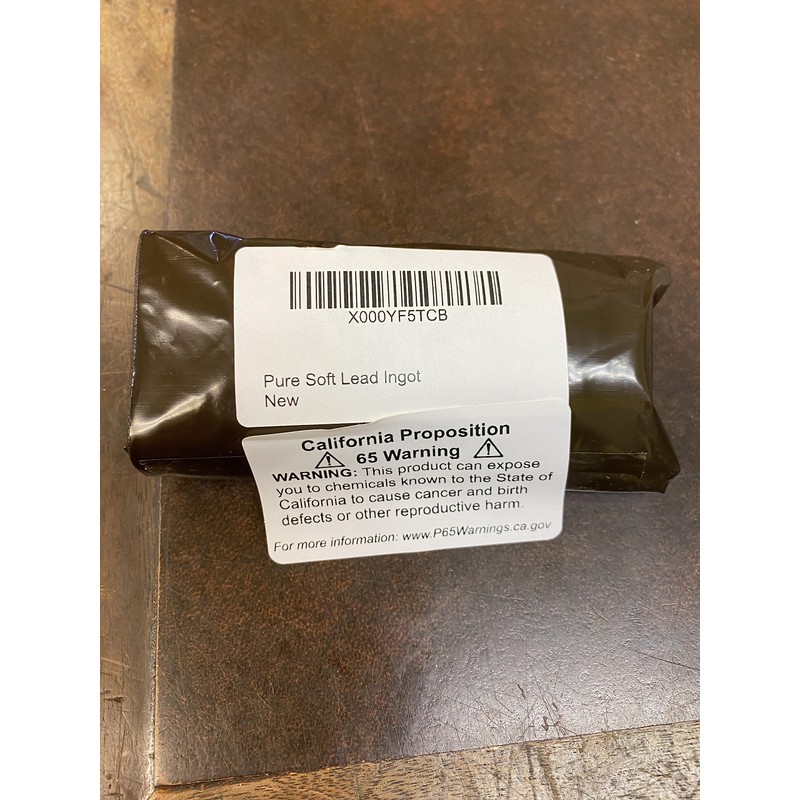 X000YF5TCB
Pure Soft Lead Ingot
New
California Proposition
65 Warning
WARNING: This product can expose
you to chemicals known to the State of
California to cause cancer and birth
defects or other reproductive harm.
For more information: www.P65Warnings.ca.gov